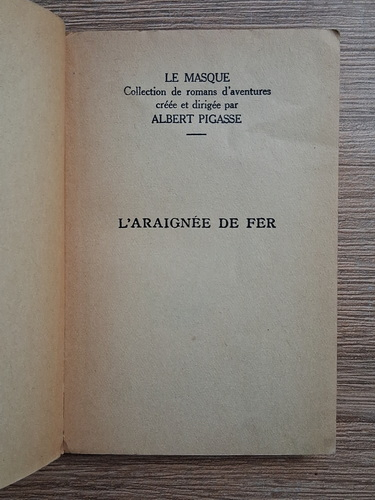 LE MASQUE
Collection de romans d'aventures
créée et dirigée par
ALBERT PIGASSE
L'ARAIGNÉE DE FER